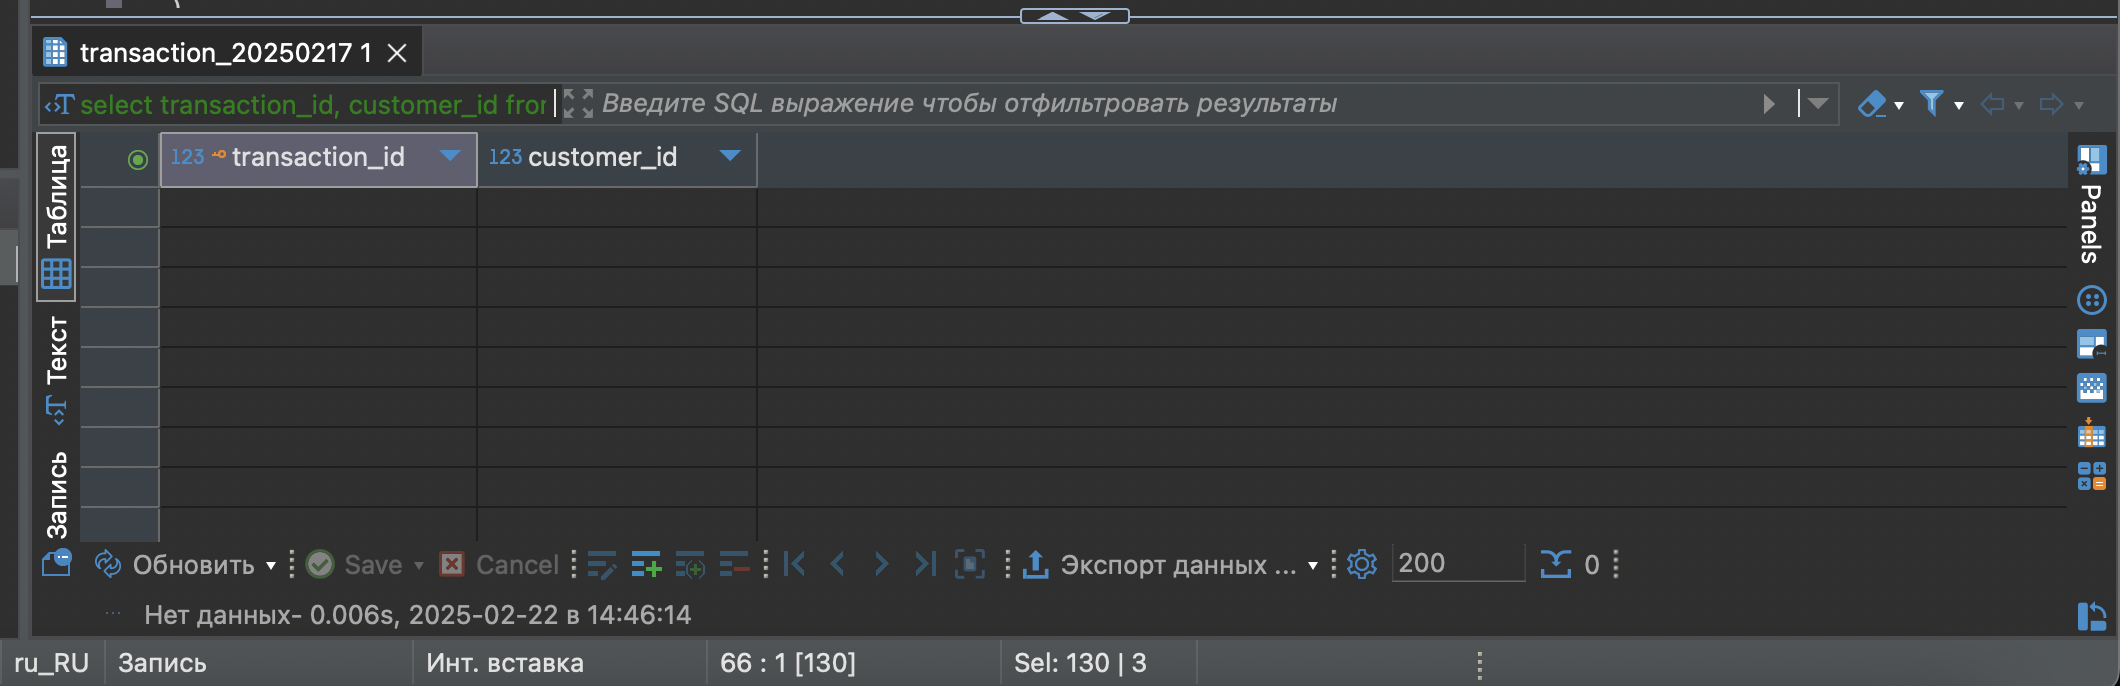 transaction_20250217 1
select transaction_id, customer_id fror
Введите SQL выражение чтобы отфильтровать результаты
Таблица
Текст
Запись
123 transaction_id
123 customer_id
Panels
Обновить
Save
Cancel
Экспорт данных ...
200
0
Нет данных- 0.006s, 2025-02-22 в 14:46:14
ru_RU
Запись
Инт. вставка
66 : 1 [130]
Sel: 130 | 3